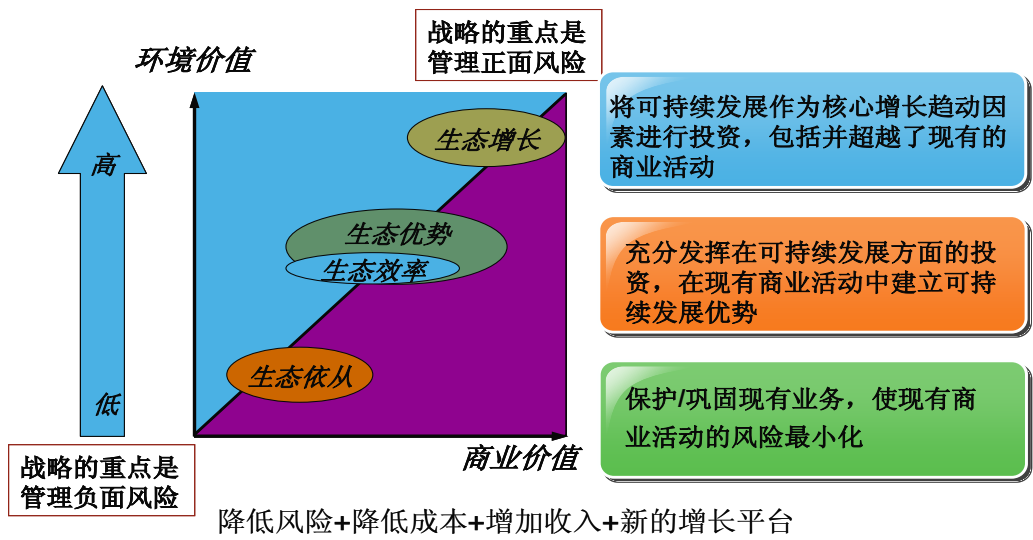 战略的重点是
管理正面风险
环境价值
高
低
生态增长
生态优势
生态效率
生态依从
商业价值
战略的重点是
管理负面风险
将可持续发展作为核心增长趋动因
素进行投资，包括并超越了现有的
商业活动
充分发挥在可持续发展方面的投
资，在现有商业活动中建立可持
续发展优势
保护/巩固现有业务，使现有商
业活动的风险最小化
降低风险+降低成本+增加收入+新的增长平台